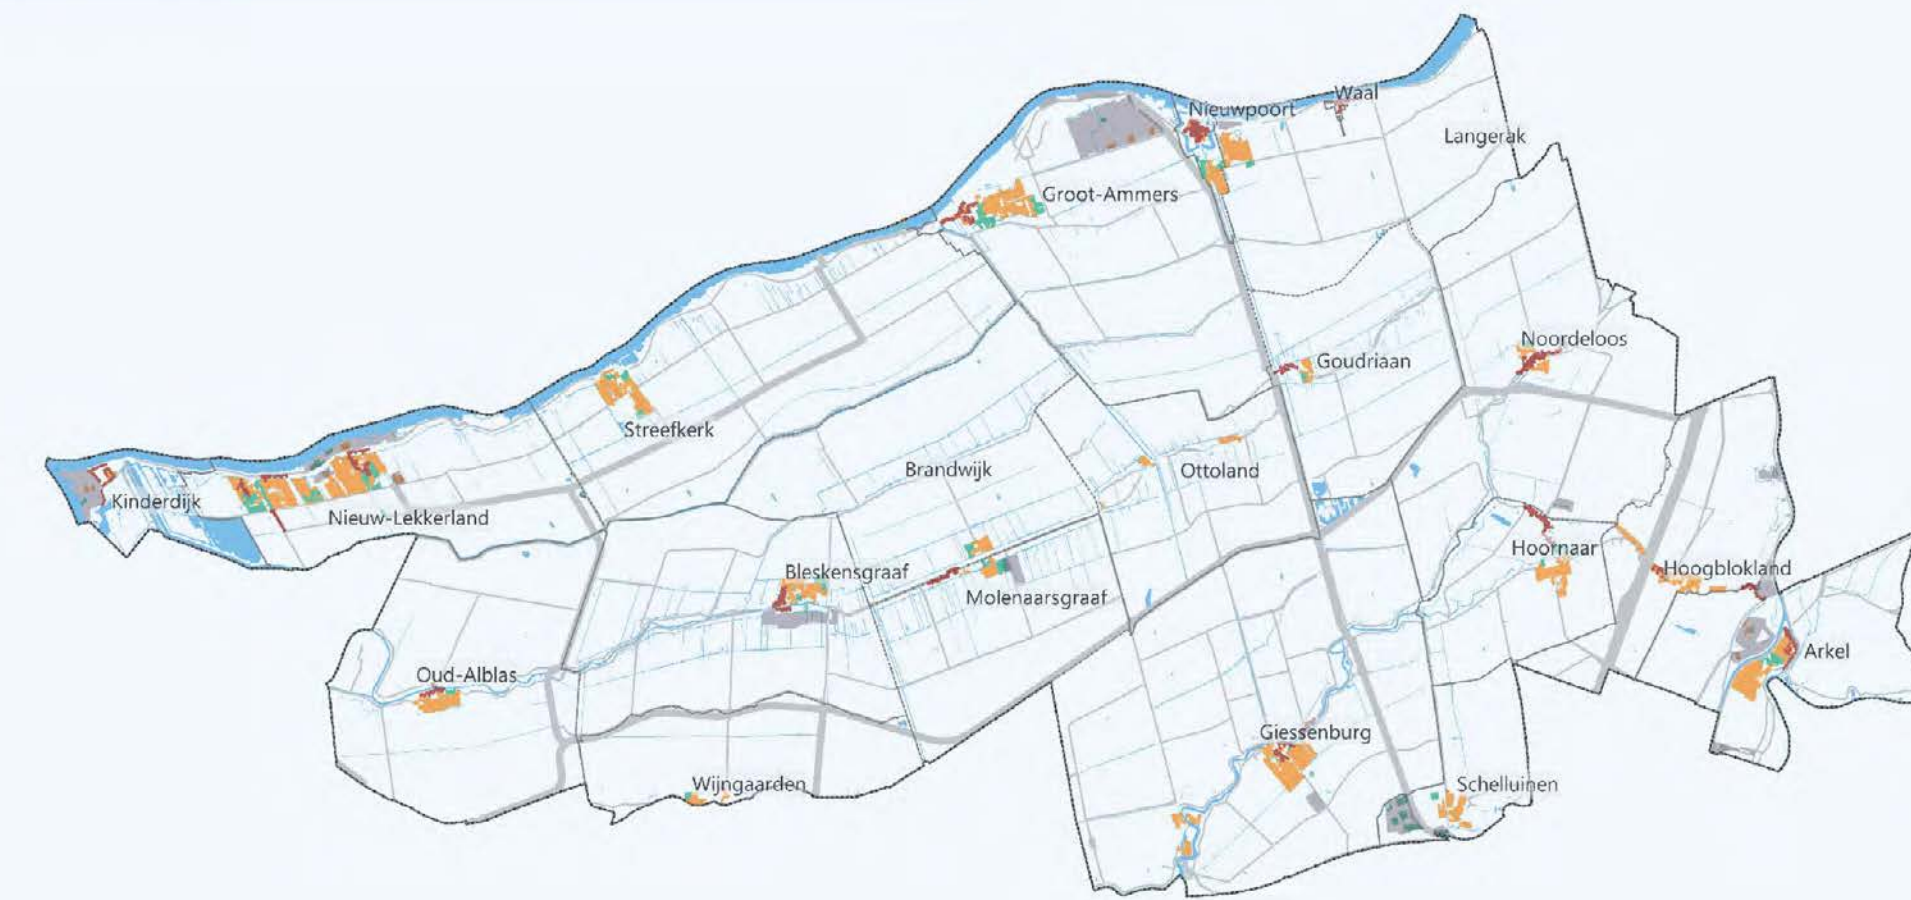 Waal
Nieuwpoort
Langerak
Groot-Ammers
Noordeloos
Goudriaan
Streefkerk
Brandwijk
Ottoland
Kinderdijk
Nieuw-Lekkerland
Hoornaar
Hoogblokland
Bleskensgraaf
Molenaarsgraaf
Arkel
Oud-Alblas
Giessenburg
Wijngaarden
Schelluinen